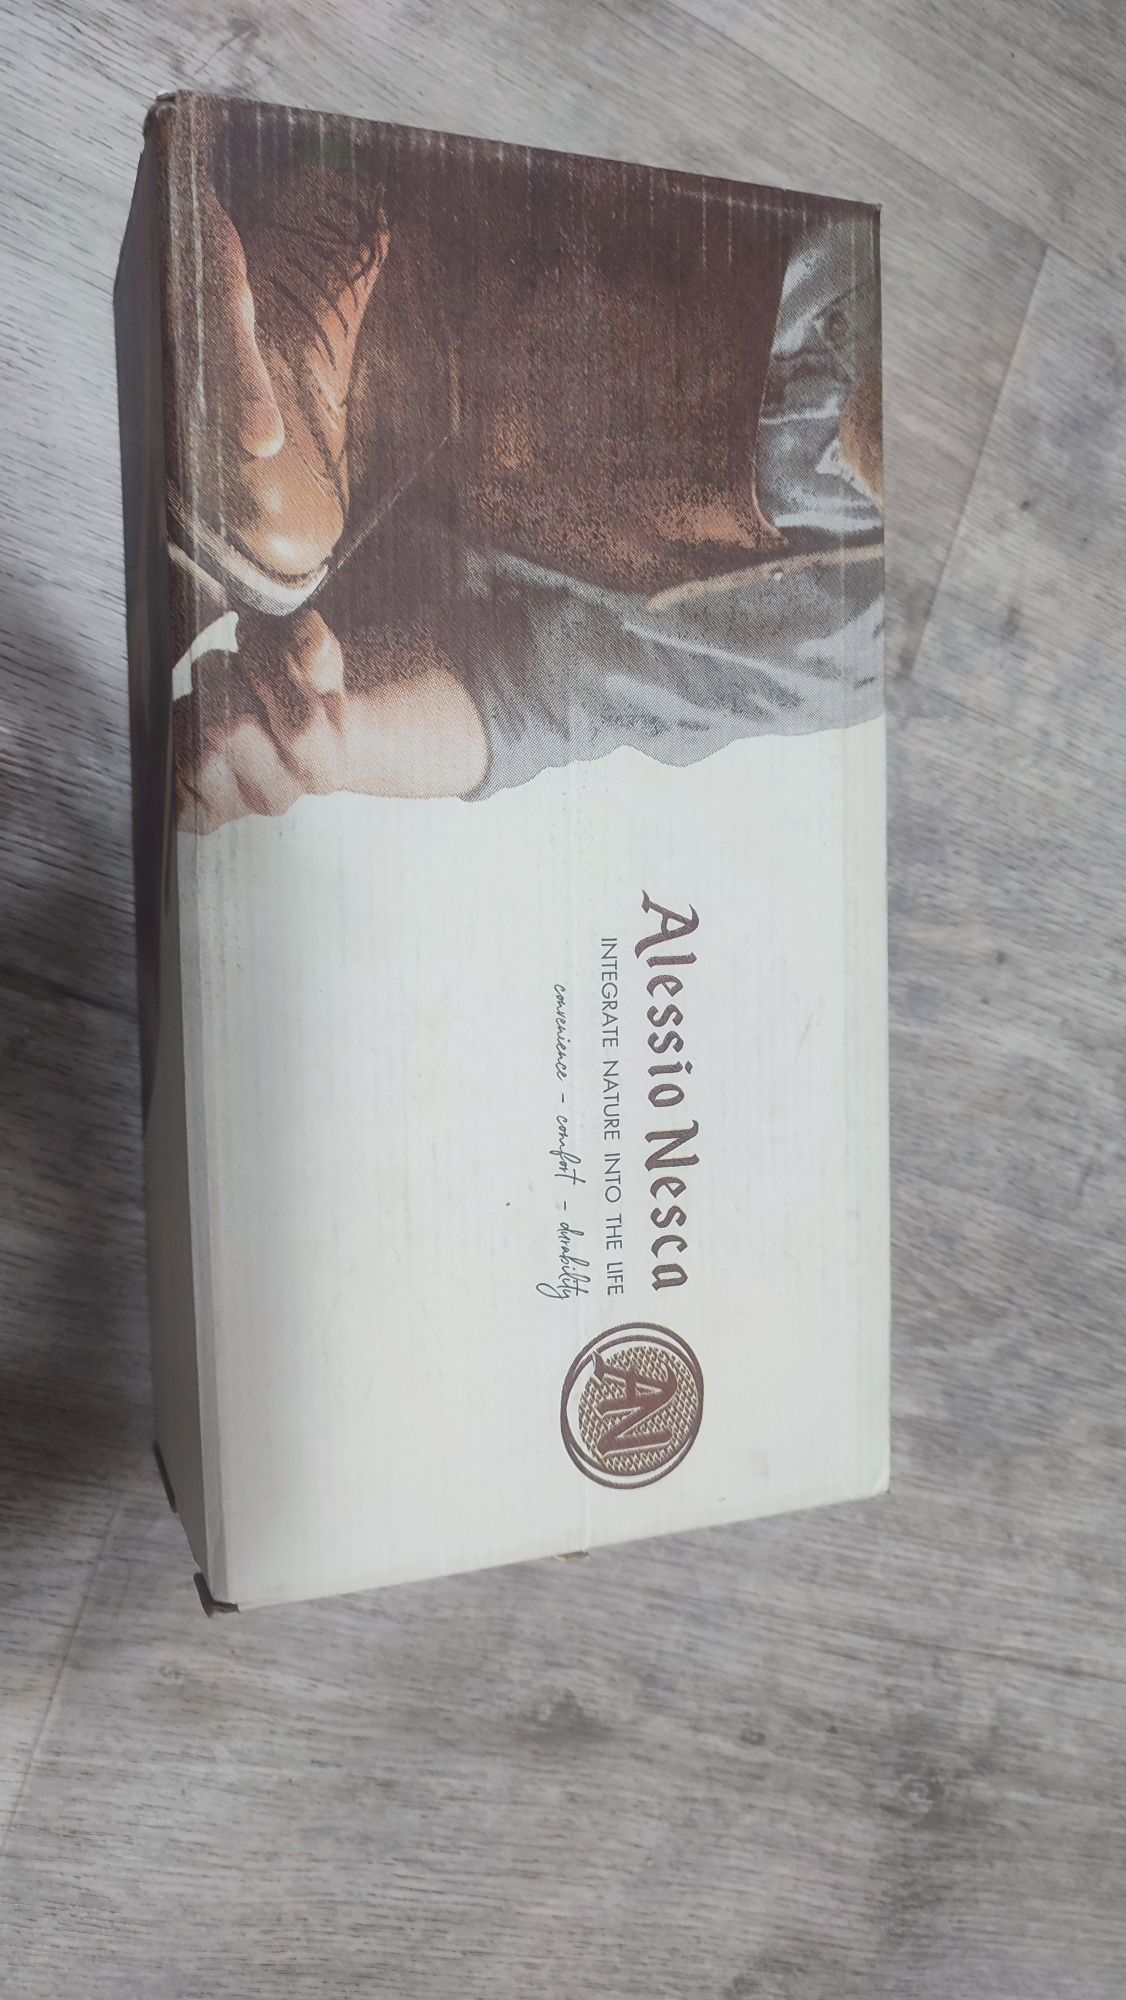 Alessio Nesca
INTEGRATE NATURE INTO THE LIFE
convenience - comfort - durability
AN